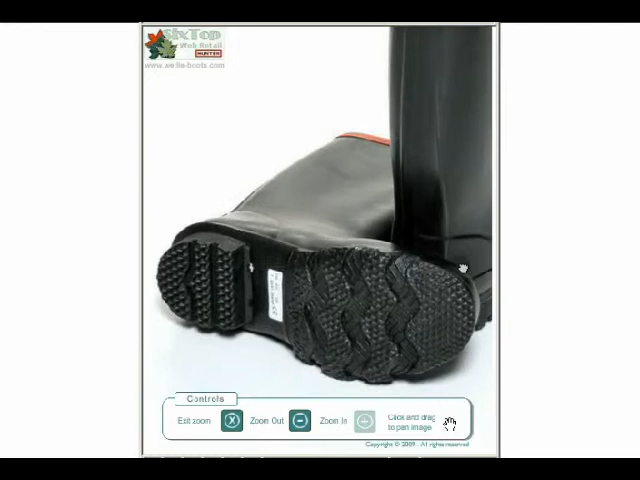 SixTop
Web Retail
HUNTER
www.wellie-boots.com
Controls
Exit zoom
Zoom Out
Zoom In
Click and drag
to pan image
Copyright © 2009 . All rights reserved